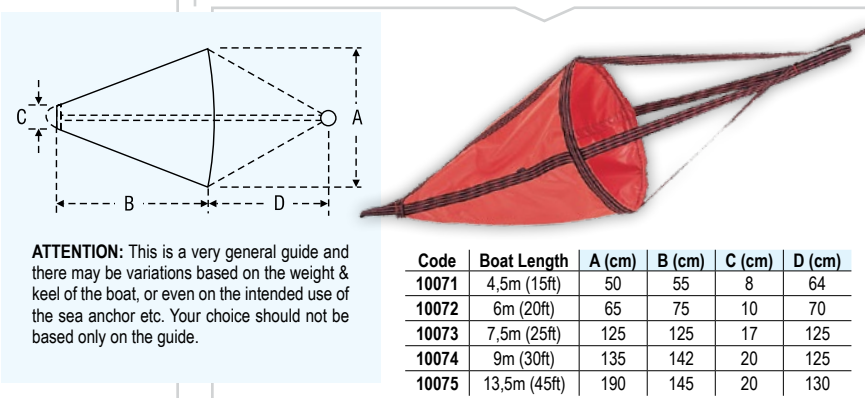 C
A
B
D
ATTENTION: This is a very general guide and
there may be variations based on the weight &
keel of the boat, or even on the intended use of
the sea anchor etc. Your choice should not be
based only on the guide.
Code Boat Length A (cm) B (cm) C (cm) D (cm)
10071 4,5m (15ft) 50 55 8 64
10072 6m (20ft) 65 75 10 70
10073 7,5m (25ft) 125 125 17 125
10074 9m (30ft) 135 142 20 125
10075 13,5m (45ft) 190 145 20 130